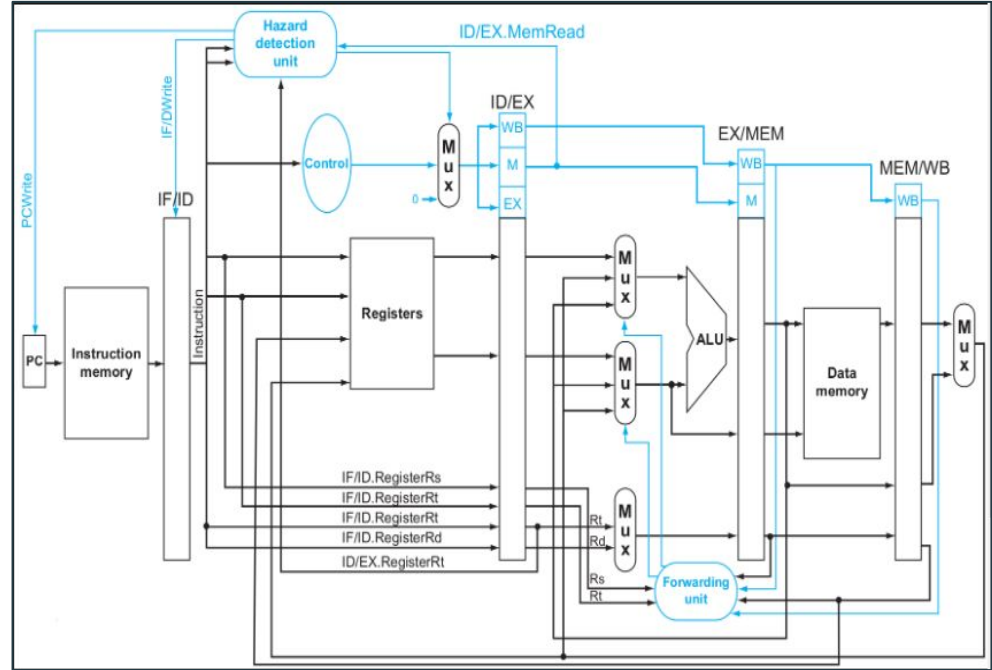 Hazard
detection
unit
ID/EX.MemRead
PCWrite
IF/DWrite
Control
0
M
u
x
ID/EX
WB
M
EX
EX/MEM
WB
M
MEM/WB
WB
IF/ID
PC
Instruction
memory
Instruction
Registers
M
u
x
M
u
x
ALU
Data
memory
M
u
x
IF/ID.RegisterRs
IF/ID.RegisterRt
IF/ID.RegisterRt
IF/ID.RegisterRd
ID/EX.RegisterRt
Rt
Rd
M
u
x
Rs
Rt
Forwarding
unit